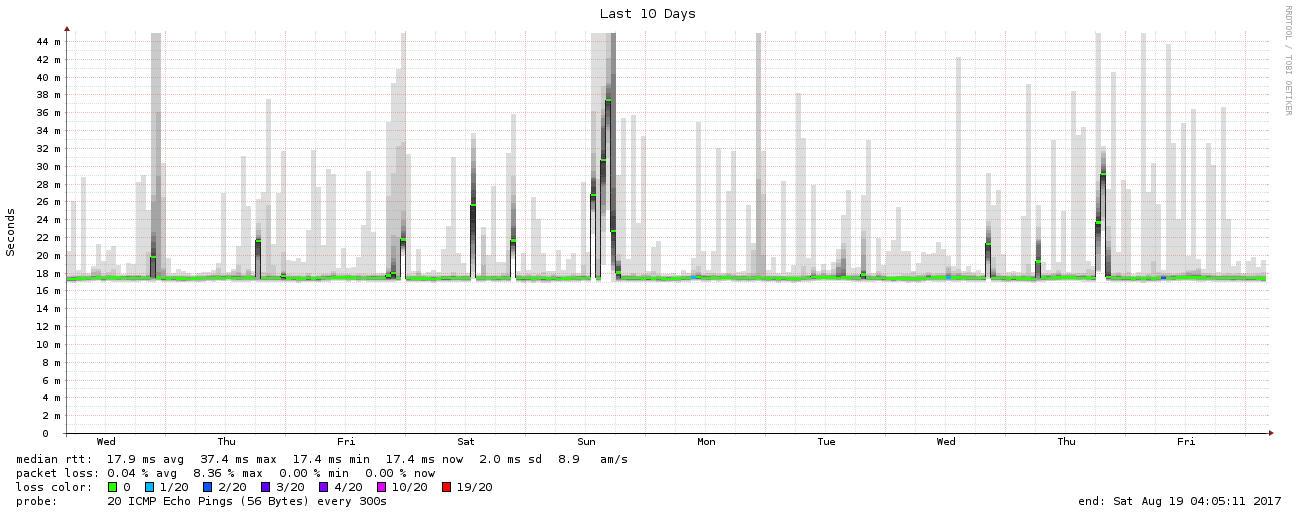 Last 10 Days
RRDTOOL / TOBI OETIKER
Seconds
44 m
42 m
40 m
38 m
36 m
34 m
32 m
30 m
28 m
26 m
24 m
22 m
20 m
18 m
16 m
14 m
12 m
10 m
8 m
6 m
4 m
2 m
0
Wed Thu Fri Sat Sun Mon Tue Wed Thu Fri
median rtt: 17.9 ms avg 37.4 ms max 17.4 ms min 17.4 ms now 2.0 ms sd 8.9 am/s
packet loss: 0.04 % avg 8.36 % max 0.00 % min 0.00 % now
loss color: 0 1/20 2/20 3/20 4/20 10/20 19/20
probe: 20 ICMP Echo Pings (56 Bytes) every 300s
end: Sat Aug 19 04:05:11 2017